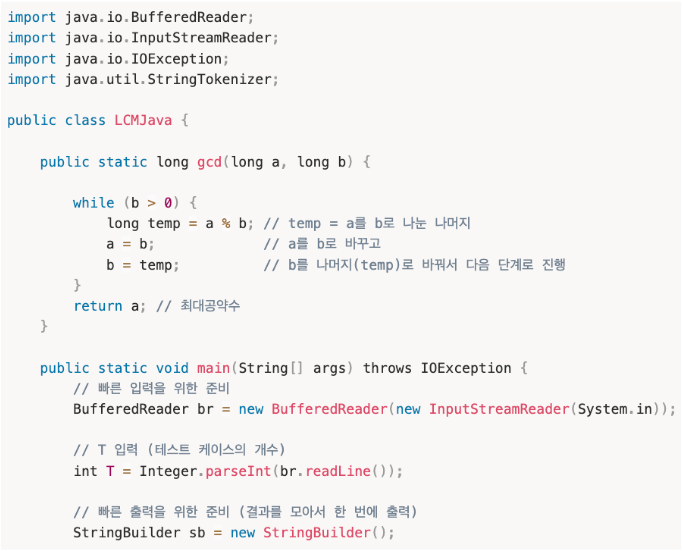 import java.io.BufferedReader;
import java.io.InputStreamReader;
import java.io.IOException;
import java.util.StringTokenizer;
public class LCMJava {
public static long gcd(long a, long b) {
while (b > 0) {
long temp = a % b; // temp = a를 b로 나눈 나머지
a = b; // a를 b로 바꾸고
b = temp; // b를 나머지(temp)로 바꿔서 다음 단계로 진행
}
return a; // 최대공약수
}
public static void main(String[] args) throws IOException {
// 빠른 입력을 위한 준비
BufferedReader br = new BufferedReader(new InputStreamReader(System.in));
// T 입력 (테스트 케이스의 개수)
int T = Integer.parseInt(br.readLine());
// 빠른 출력을 위한 준비 (결과를 모아서 한 번에 출력)
StringBuilder sb = new StringBuilder();